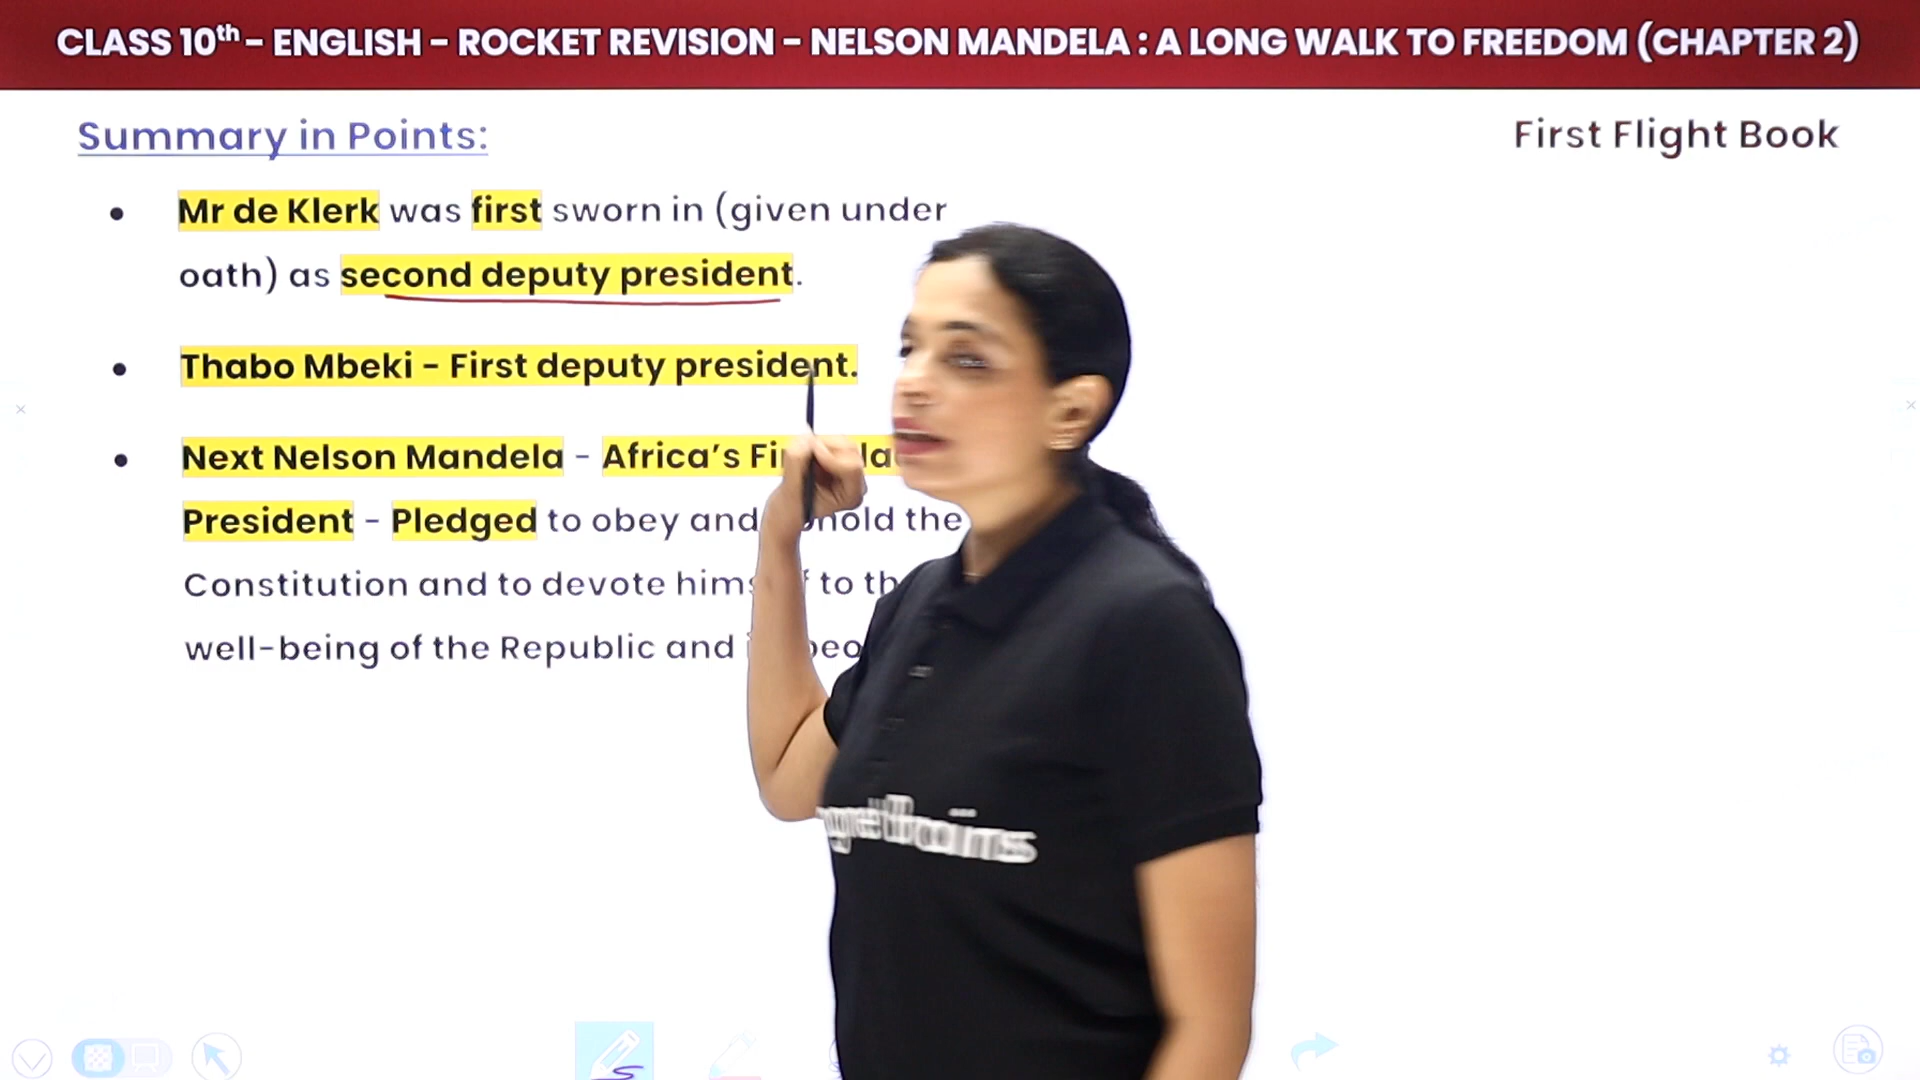 CLASS 10th - ENGLISH - ROCKET REVISION - NELSON MANDELA : A LONG WALK TO FREEDOM (CHAPTER 2)
Summary in Points:
First Flight Book
• Mr de Klerk was first sworn in (given under
oath) as second deputy president.
• Thabo Mbeki - First deputy president.
• Next Nelson Mandela - Africa's
President - Pledged to obey and the
Constitution and to devote to
well-being of the Republic and